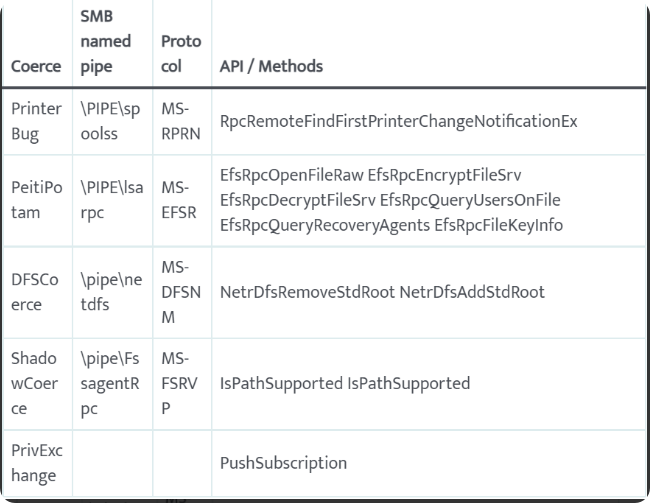 Coerce | SMB named pipe | Protocol | API / Methods
Printer Bug | \PIPE\spoolss | MS-RPRN | RpcRemoteFindFirstPrinterChangeNotificationEx
PeitiPotam | \PIPE\lsarpc | MS-EFSR | EfsRpcOpenFileRaw EfsRpcEncryptFileSrv
EfsRpcDecryptFileSrv EfsRpcQueryUsersOnFile
EfsRpcQueryRecoveryAgents EfsRpcFileKeyInfo
DFSCoerce | \pipe\netdfs | MS-DFSNM | NetrDfsRemoveStdRoot NetrDfsAddStdRoot
ShadowCoerce | \pipe\FssagentRpc | MS-FSRVP | IsPathSupported IsPathSupported
PrivExchange | | | PushSubscription